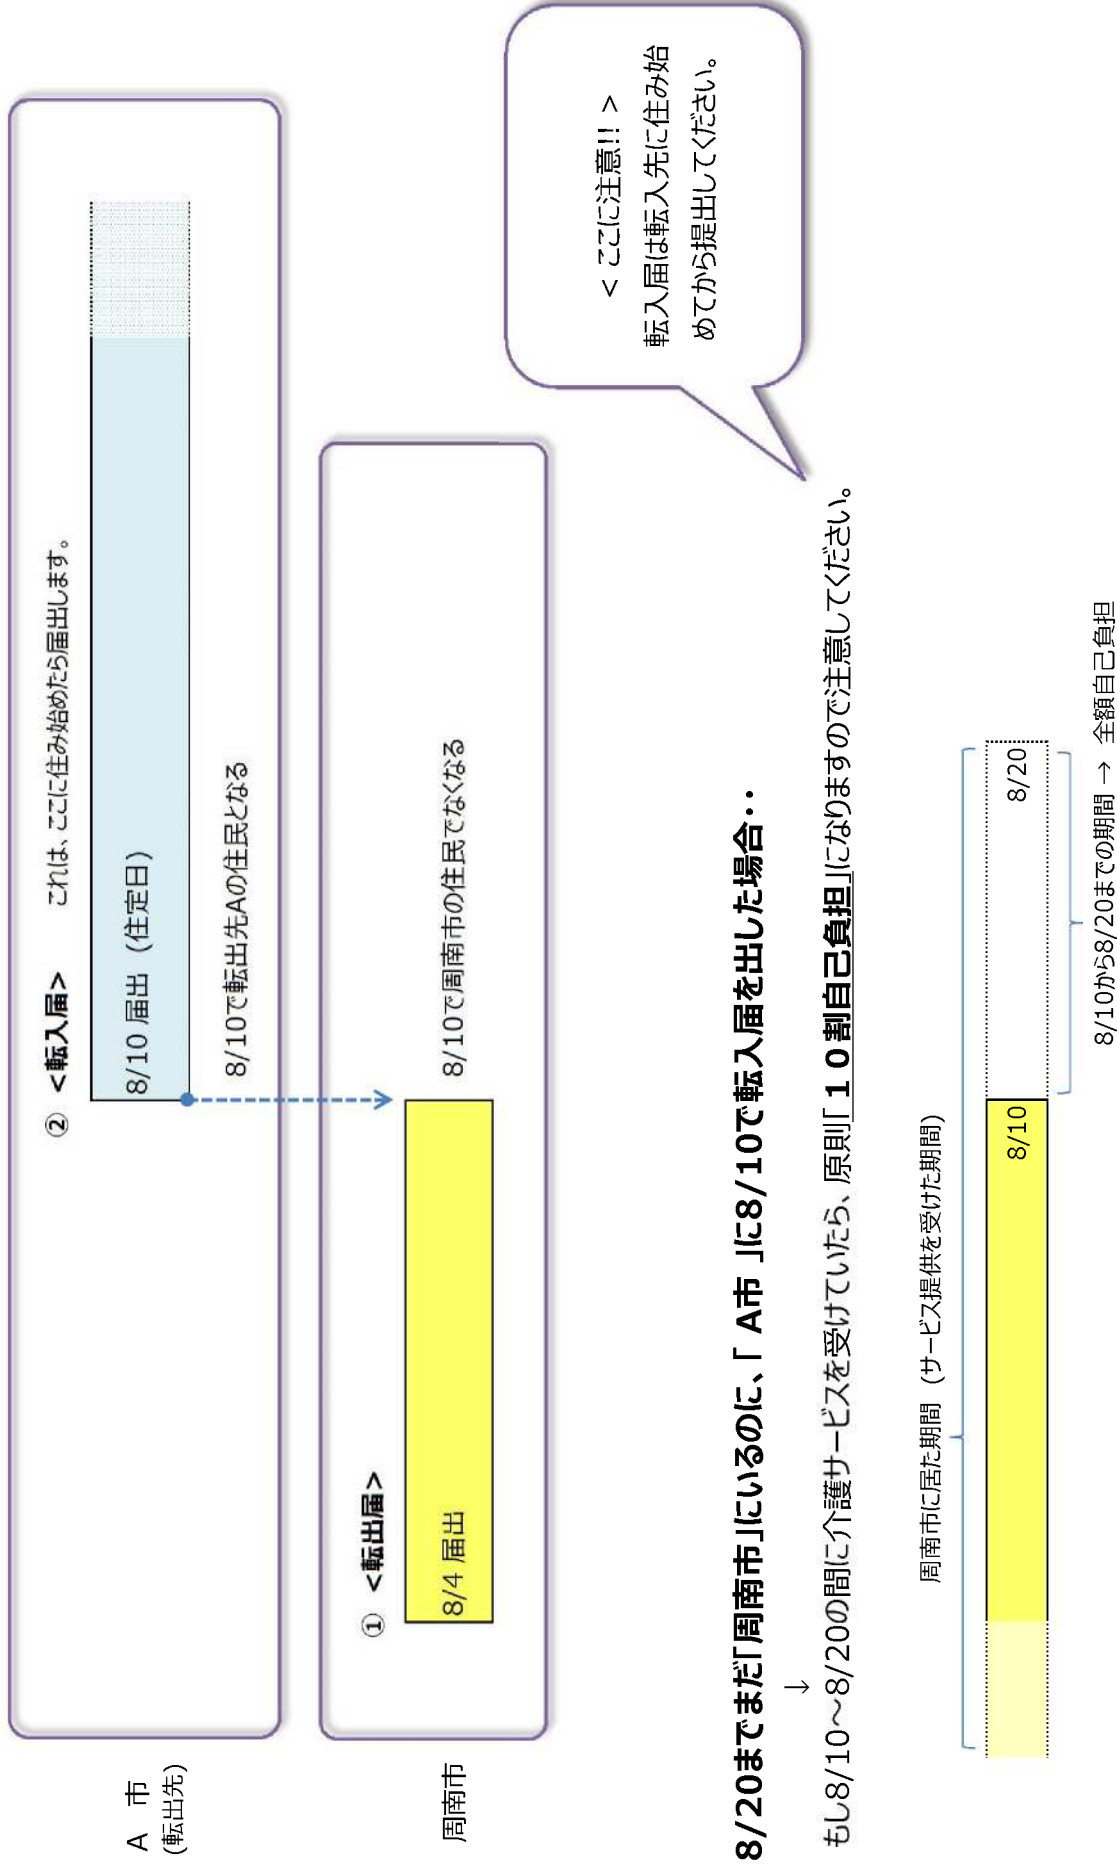 A 市
(転出先)
② <転入届> これは、ここに住み始めたら届出します。
8/10 届出 (住定日)
8/10で転出先Aの住民となる
周南市
① <転出届>
8/4 届出
8/10で周南市の住民でなくなる
< ここに注意!! >
転入届は転入先に住み始
めてから提出してください。
8/20までまだ「周南市」にいるのに、「 A市 」に8/10で転入届を出した場合・・
→
もし8/10～8/20の間に介護サービスを受けていたら、原則「１０割自己負担」になりますので注意してください。
周南市に居た期間 (サービス提供を受けた期間)
8/10
8/20
8/10から8/20までの期間 → 全額自己負担